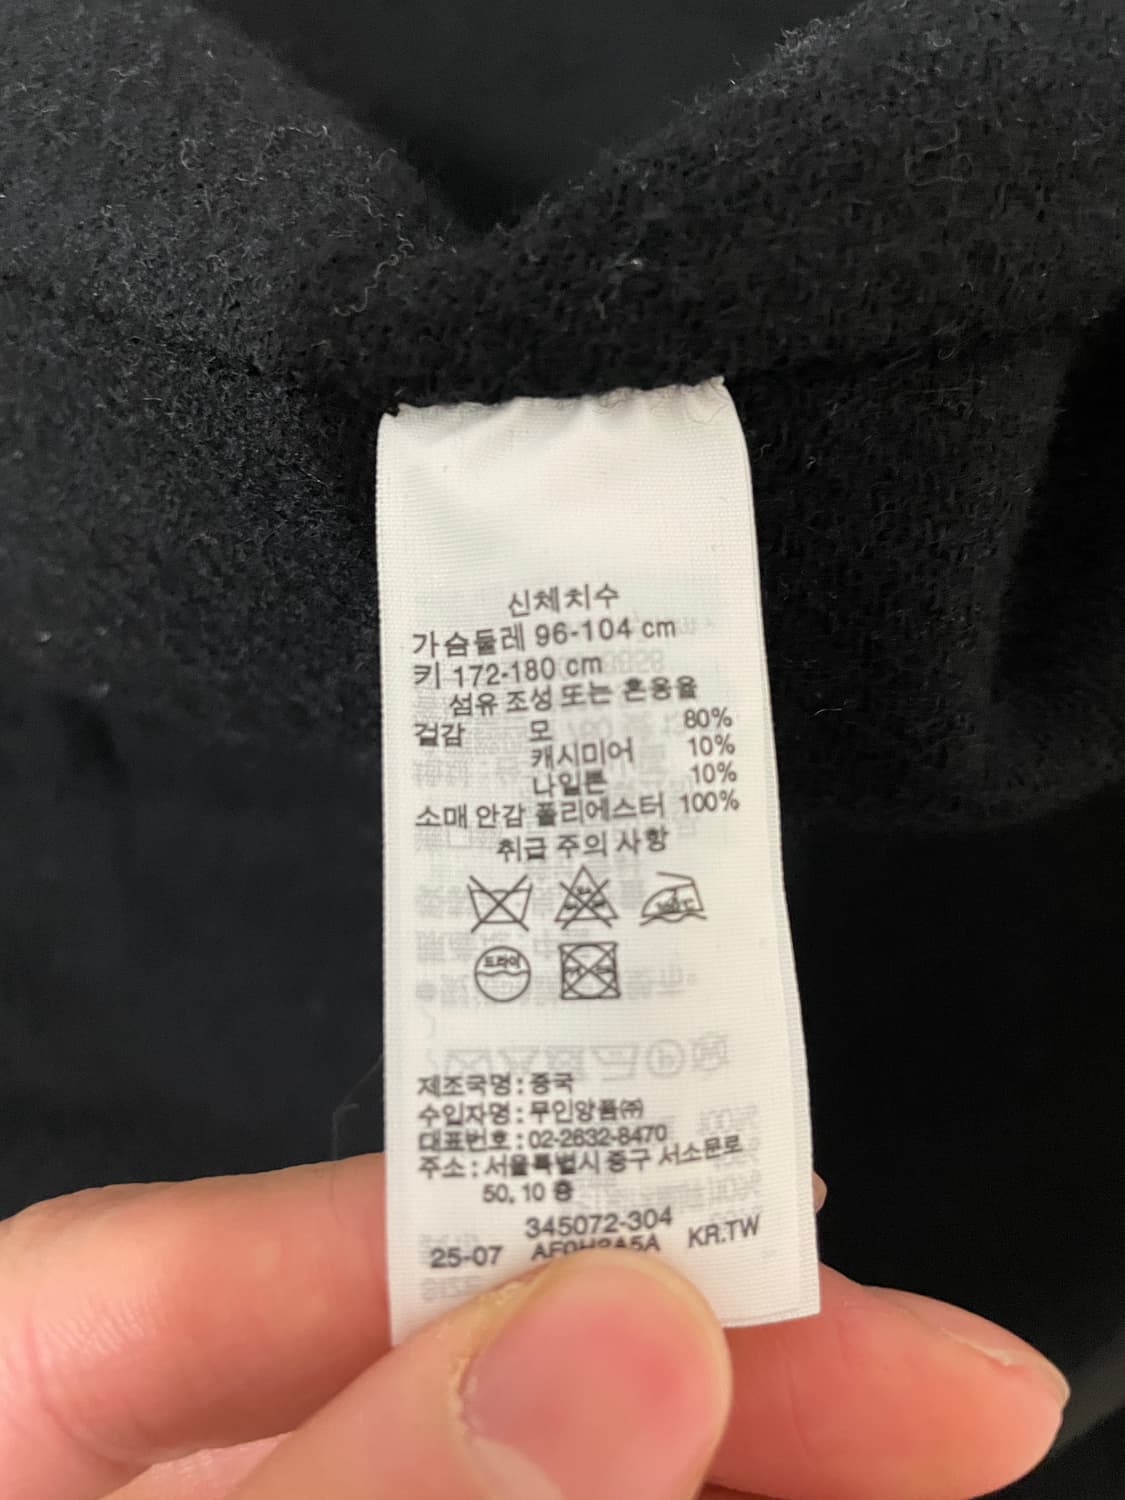 신체치수
가슴둘레 96-104 cm
키 172-180 cm
섬유 조성 또는 혼용율
겉감 모 80%
캐시미어 10%
나일론 10%
소매 안감 폴리에스터 100%
취급 주의 사항
드라이
제조국명 : 중국
수입자명 : 무인양품㈜
대표번호 : 02-2632-8470
주소 : 서울특별시 중구 서소문로
50, 10 층
345072-304
25-07 KR.TW